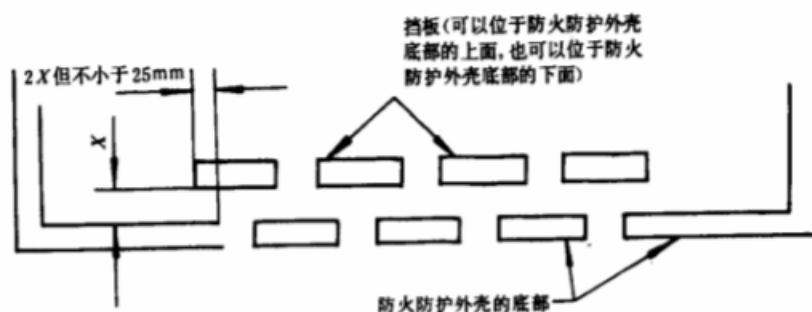 挡板(可以位于防火防护外壳
底部的上面,也可以位于防火
防护外壳底部的下面)
2X但不小于25mm
X
防火防护外壳的底部